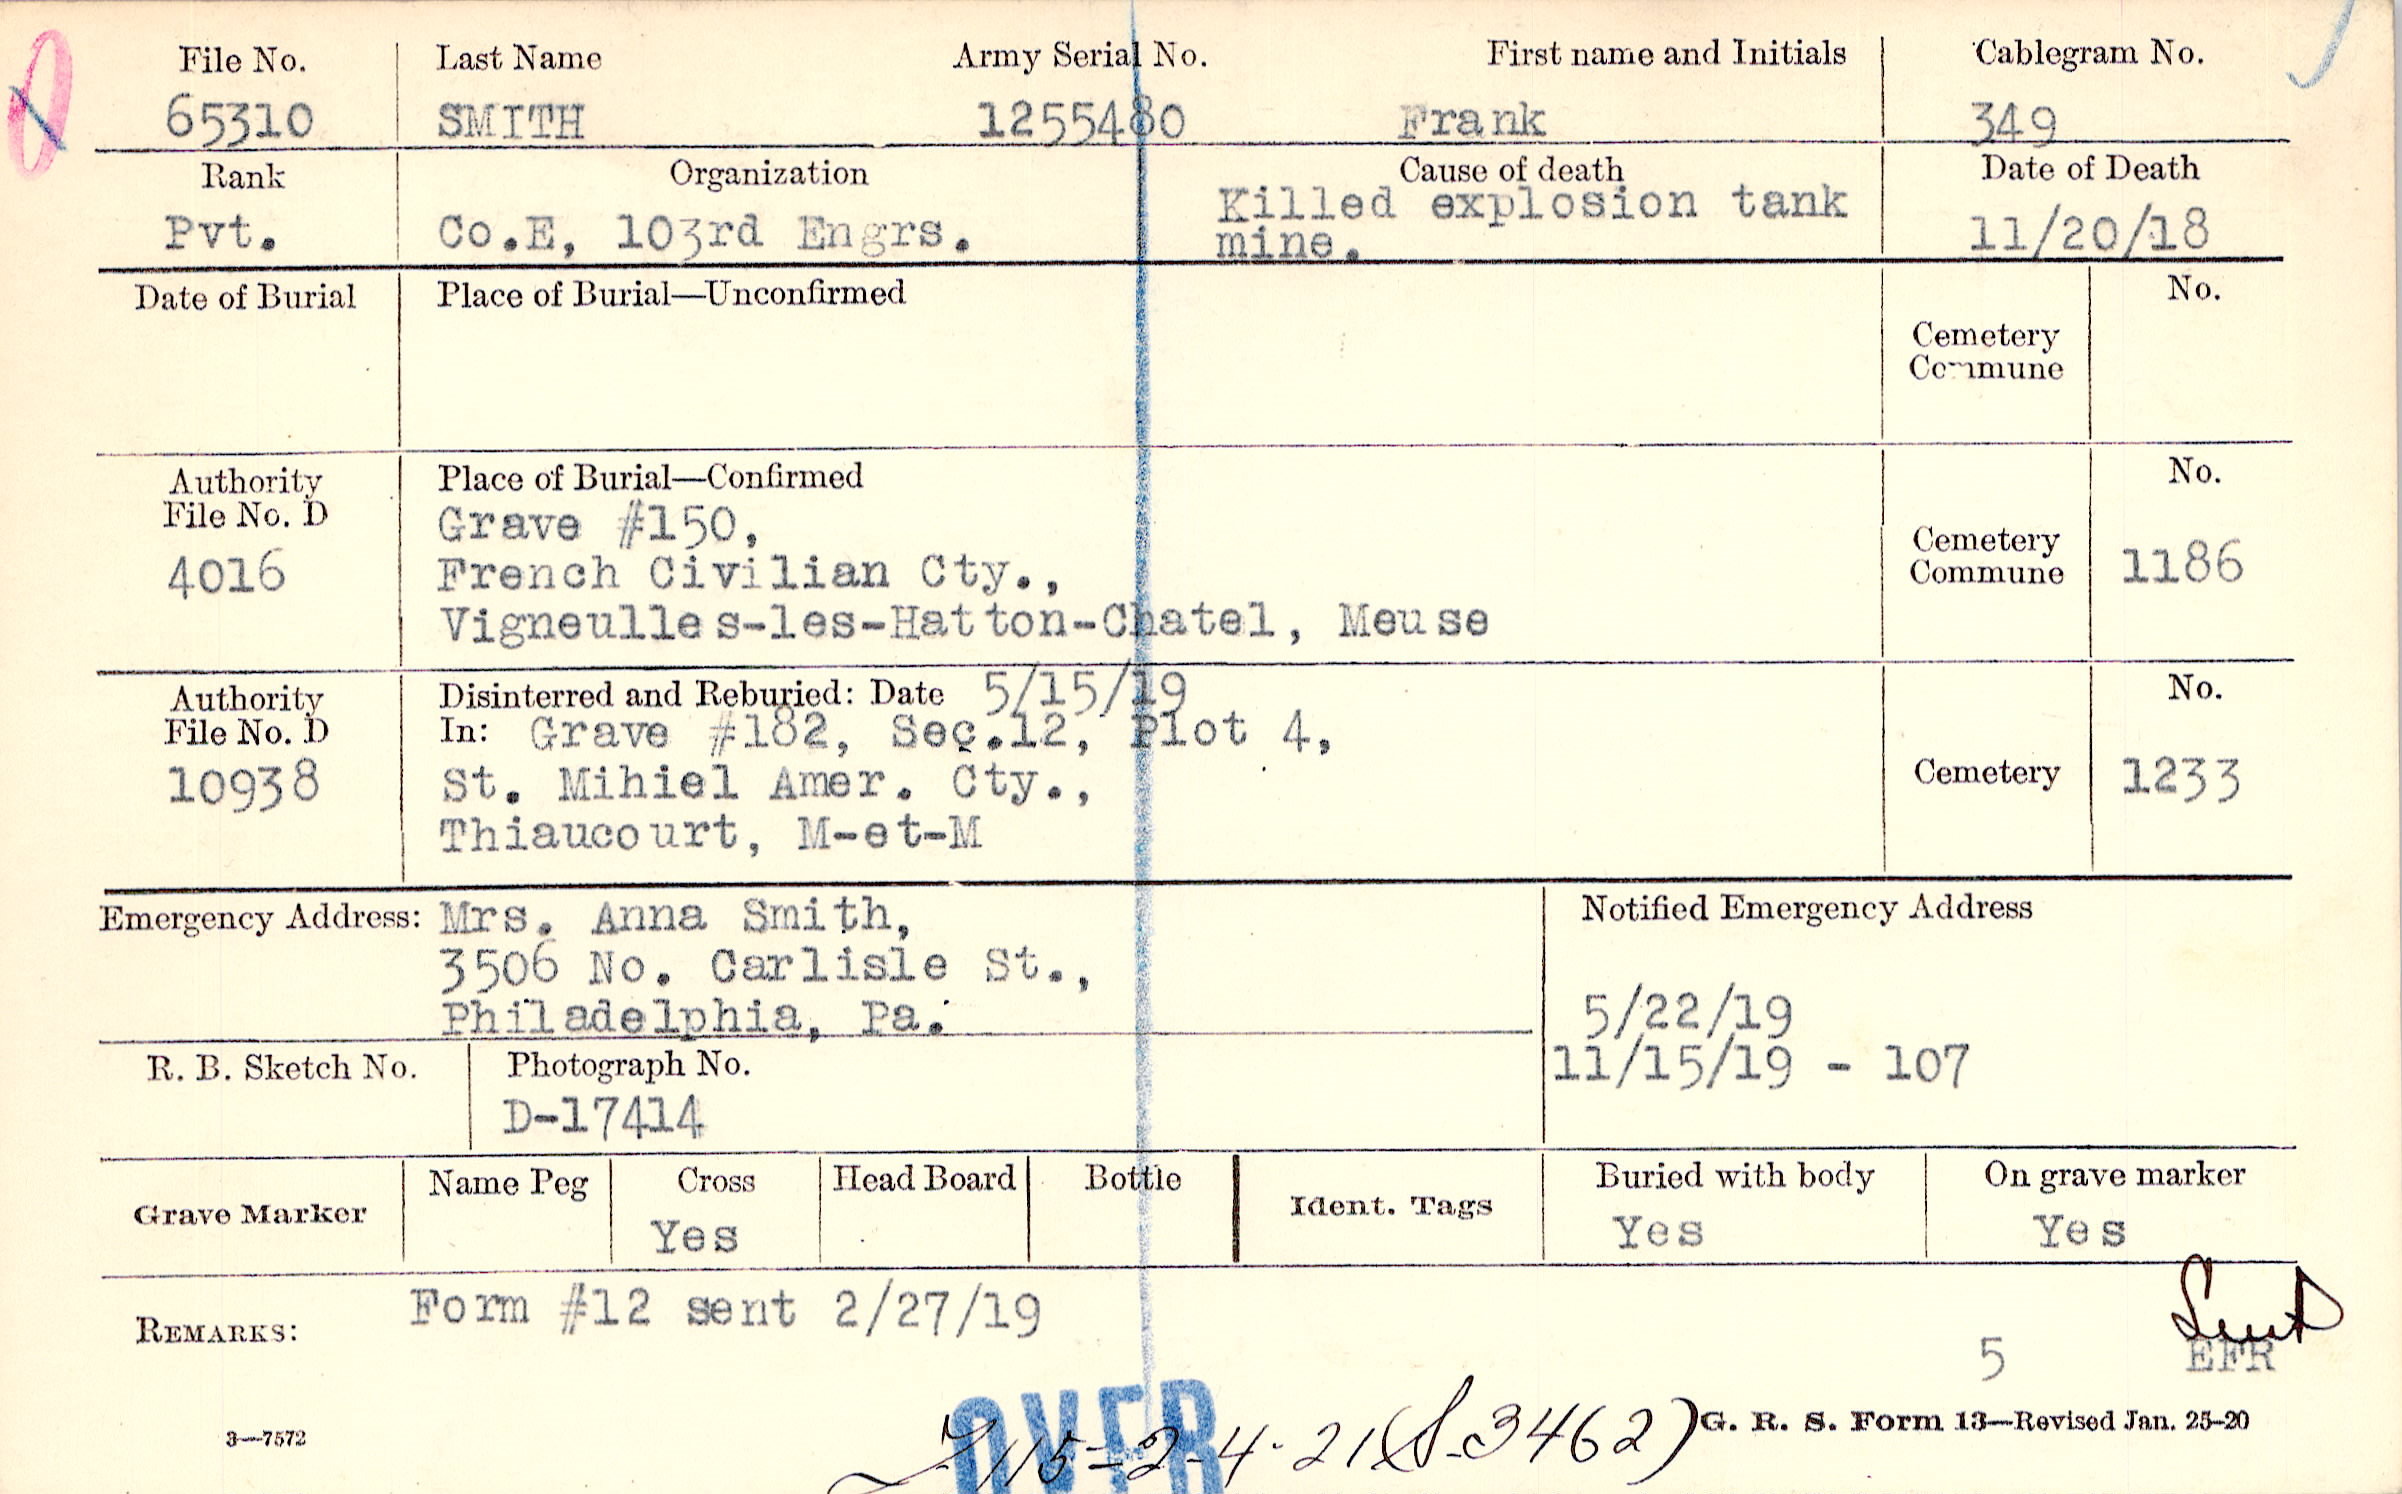 File No. Last Name Army Serial No. First name and Initials Cablegram No.
65310 SMITH 1255480 Frank 349
Rank Organization Cause of death Date of Death
Pvt. Co.E, 103rd Engrs. Killed explosion tank mine. 11/20/18
Date of Burial Place of Burial—Unconfirmed No.
Cemetery
Commune
Authority Place of Burial—Confirmed No.
File No. D Grave #150,
4016 French Civilian Cty., Cemetery Commune 1186
Vigneulles-les-Hatton-Chatel, Meuse
Authority Disinterred and Reburied: Date 5/15/19 No.
File No. D In: Grave #182, Sec.12, Plot 4,
10938 St. Mihiel Amer. Cty., Cemetery 1233
Thiaucourt, M-et-M
Emergency Address: Mrs. Anna Smith, Notified Emergency Address
3506 No. Carlisle St.,
Philadelphia, Pa. 5/22/19
R. B. Sketch No. Photograph No. 11/15/19 - 107
D-17414
Grave Marker Name Peg Cross Head Board Bottle Ident. Tags Buried with body On grave marker
Yes Yes Yes
REMARKS: Form #12 sent 2/27/19
Sent
5 EFR
OVER
2-4-21 (S-3462)
3—7572 G. R. S. Form 13—Revised Jan. 25-20